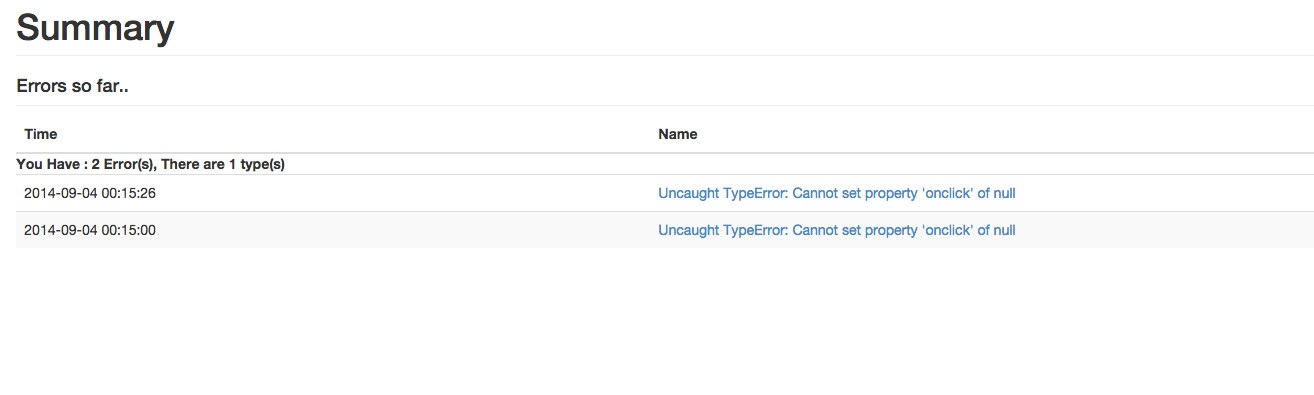 Summary
Errors so far..
Time Name
You Have : 2 Error(s), There are 1 type(s)
2014-09-04 00:15:26 Uncaught TypeError: Cannot set property 'onclick' of null
2014-09-04 00:15:00 Uncaught TypeError: Cannot set property 'onclick' of null